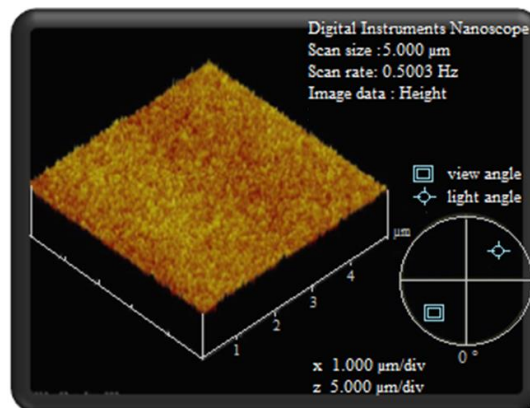 Digital Instruments Nanoscope
Scan size : 5.000 µm
Scan rate: 0.5003 Hz
Image data : Height
view angle
light angle
µm
4
3
2
1
0 °
x 1.000 µm/div
z 5.000 µm/div